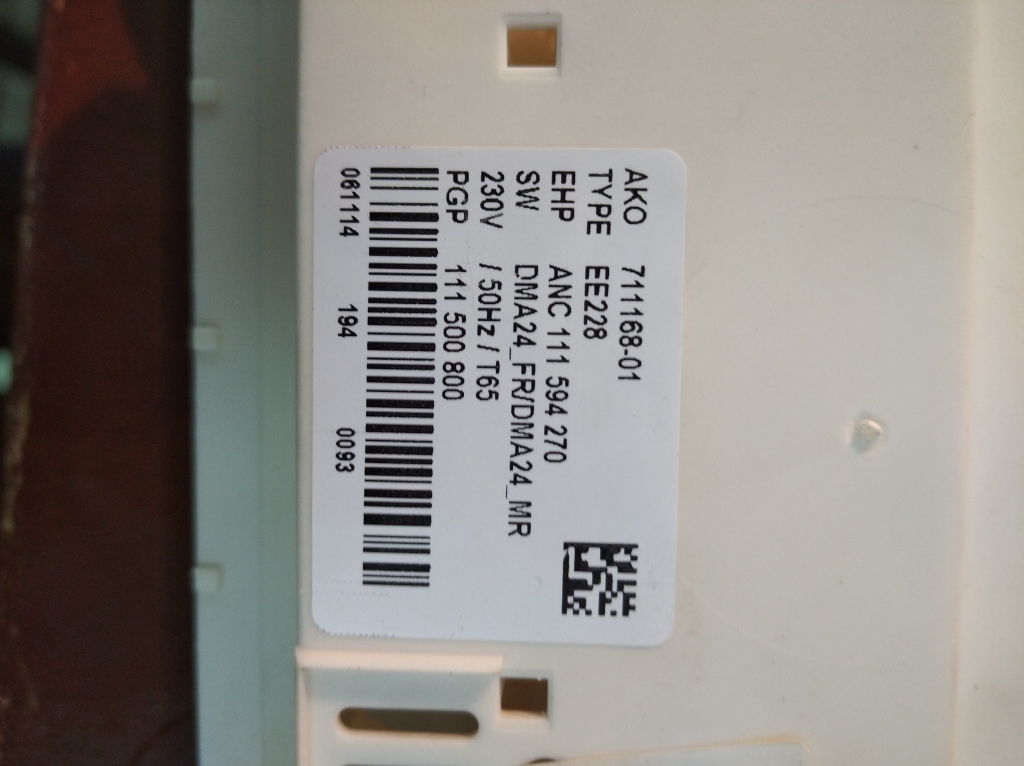 AKO 711168-01
TYPE EE228
EHP ANC 111 594 270
SW DMA24_FR/DMA24_MR
230V / 50Hz / T65
PGP 111 500 800
061114 194 0093